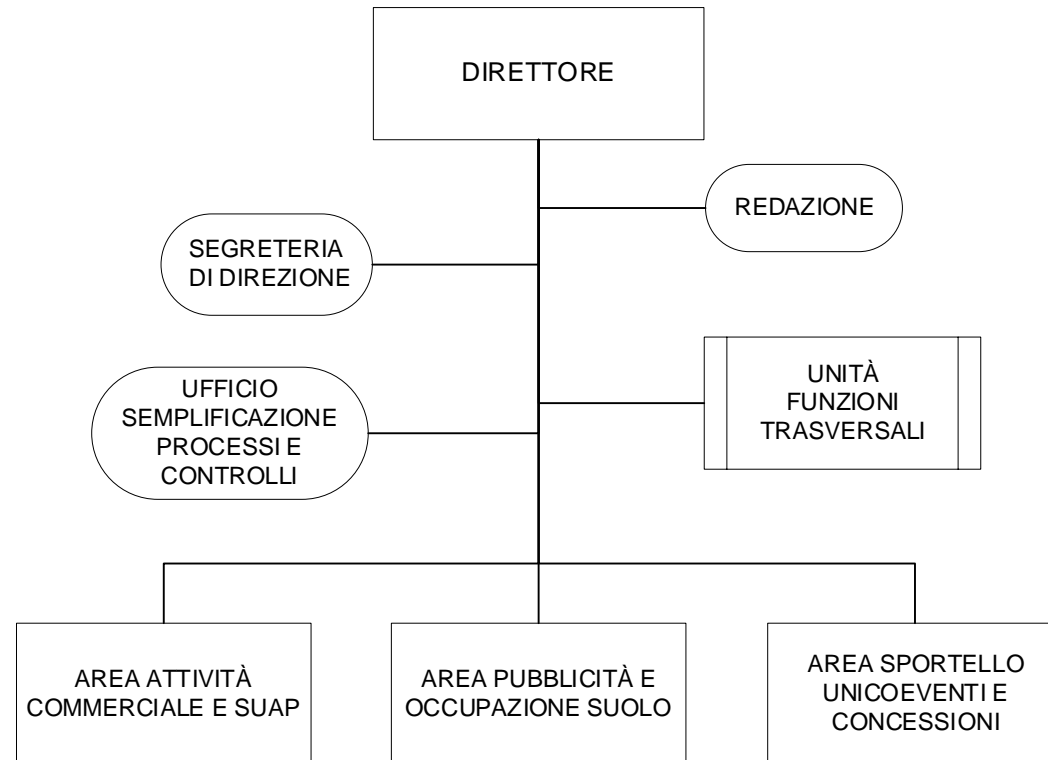 DIRETTORE
REDAZIONE
SEGRETERIA
DI DIREZIONE
UFFICIO
SEMPLIFICAZIONE
PROCESSI E
CONTROLLI
UNITÀ
FUNZIONI
TRASVERSALI
AREA ATTIVITÀ
COMMERCIALE E SUAP
AREA PUBBLICITÀ E
OCCUPAZIONE SUOLO
AREA SPORTELLO
UNICOEVENTI E
CONCESSIONI